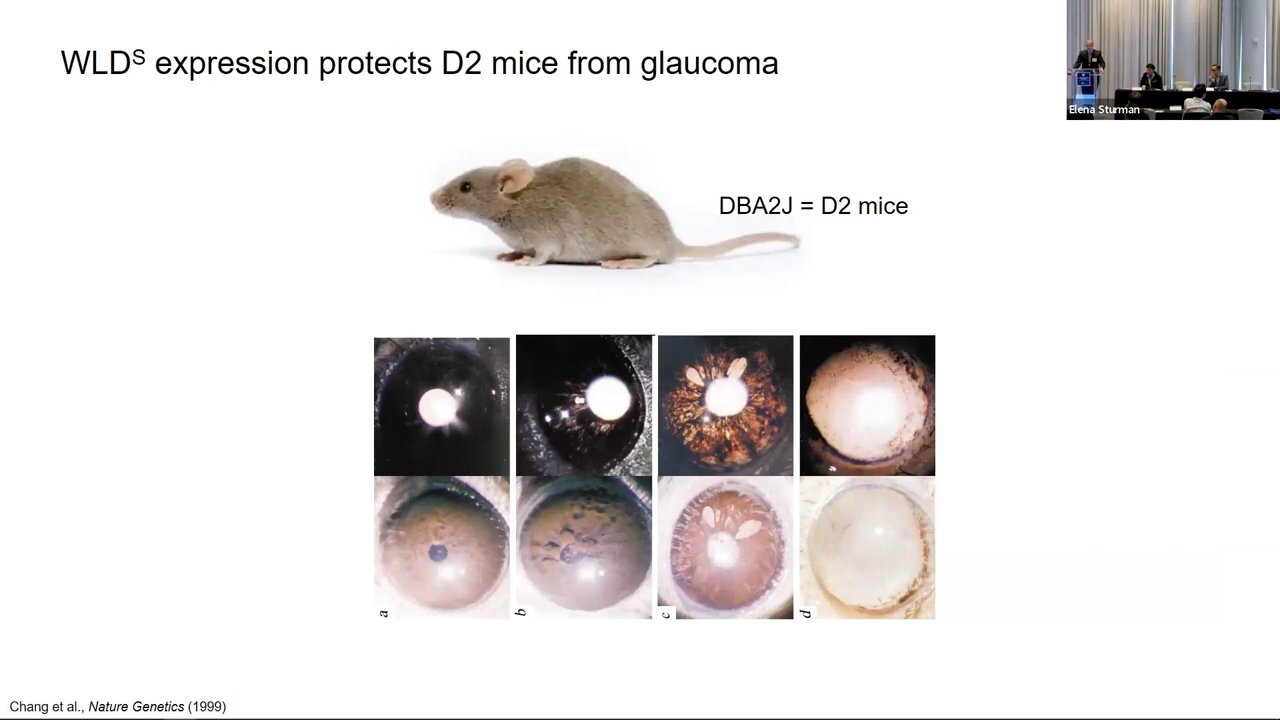 WLDS expression protects D2 mice from glaucoma
Elena Sturman
DBA2J = D2 mice
a
b
c
d
Chang et al., Nature Genetics (1999)